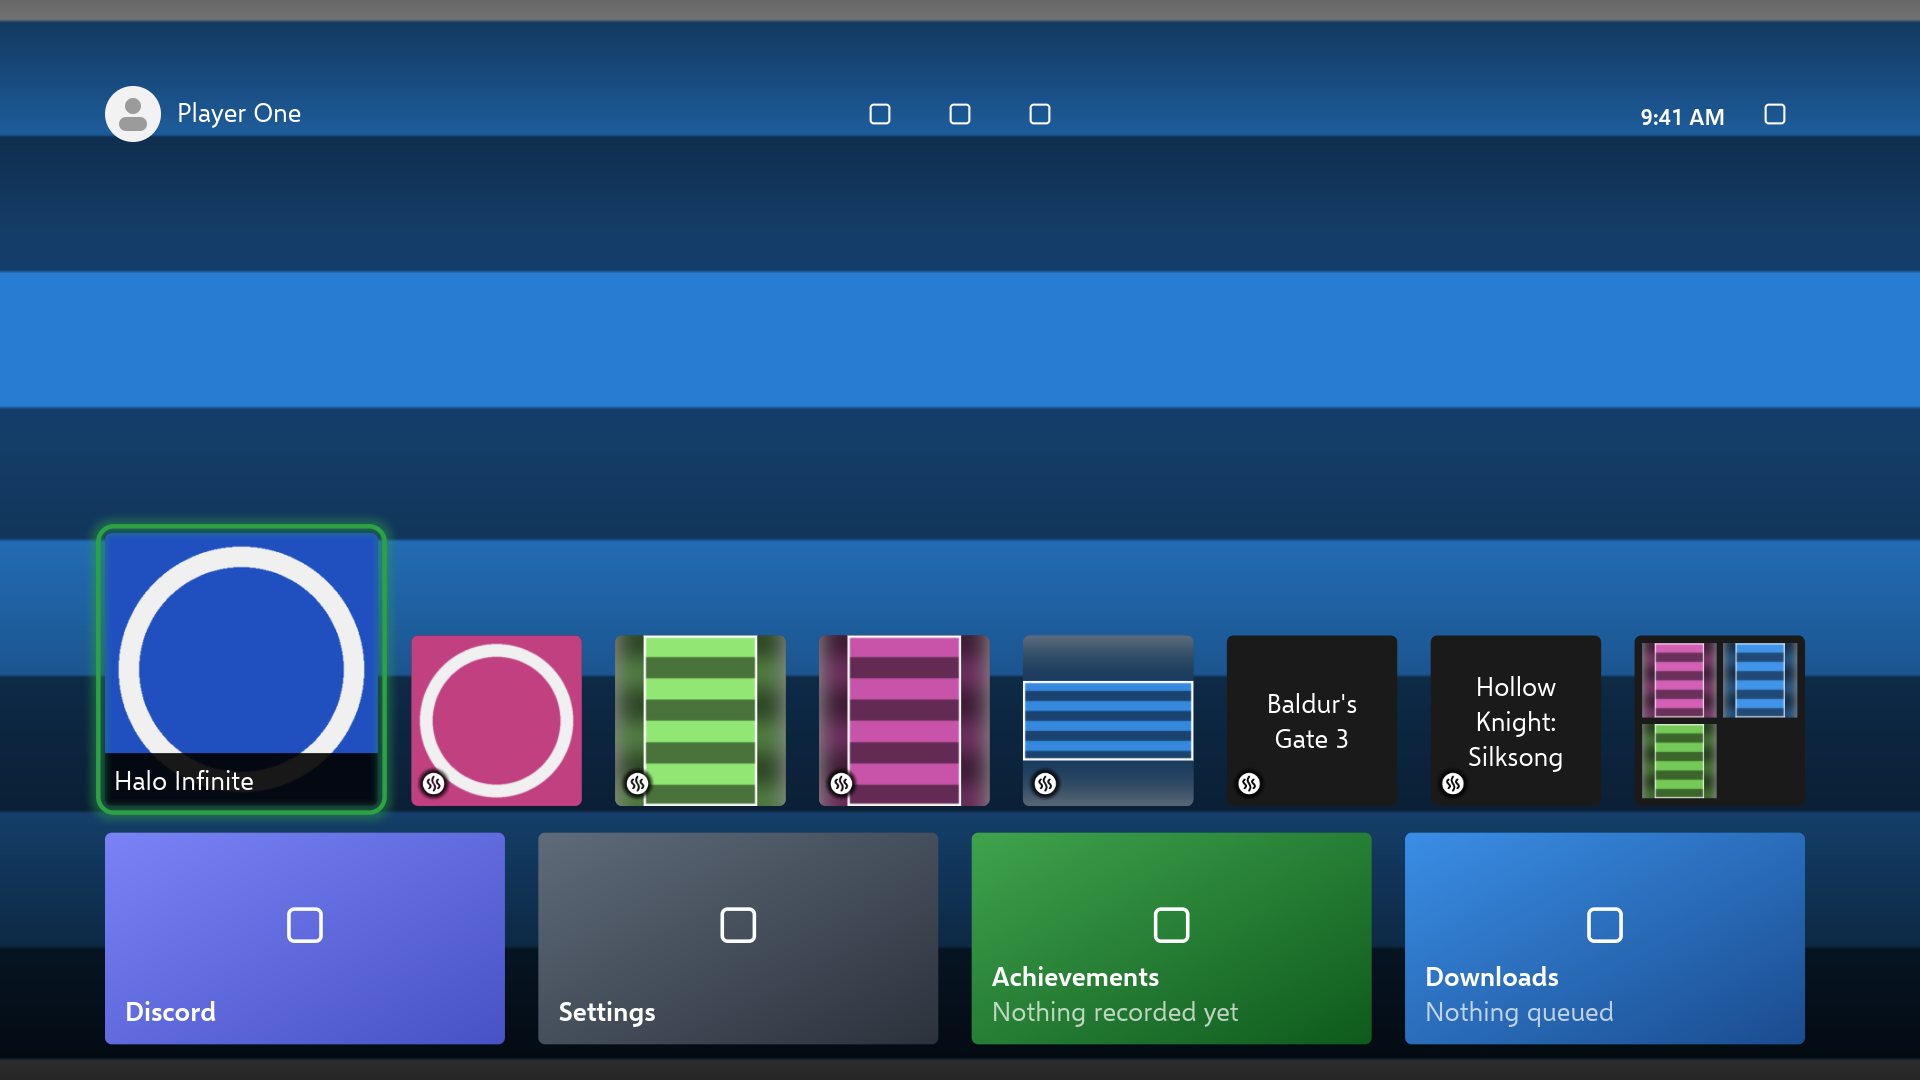 Player One
9:41 AM
Halo Infinite
Baldur's
Gate 3
Hollow
Knight:
Silksong
Discord
Settings
Achievements
Nothing recorded yet
Downloads
Nothing queued